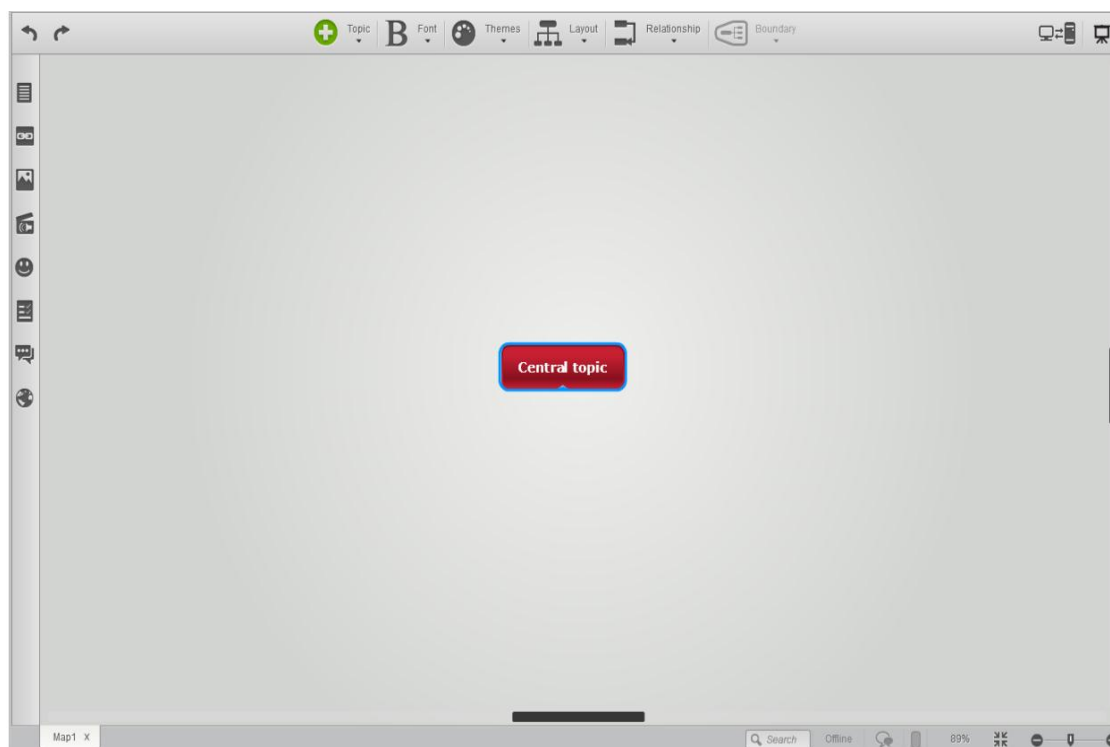 Topic Font Themes Layout Relationship Boundary
Central topic
Map1 X Search Offline 89%